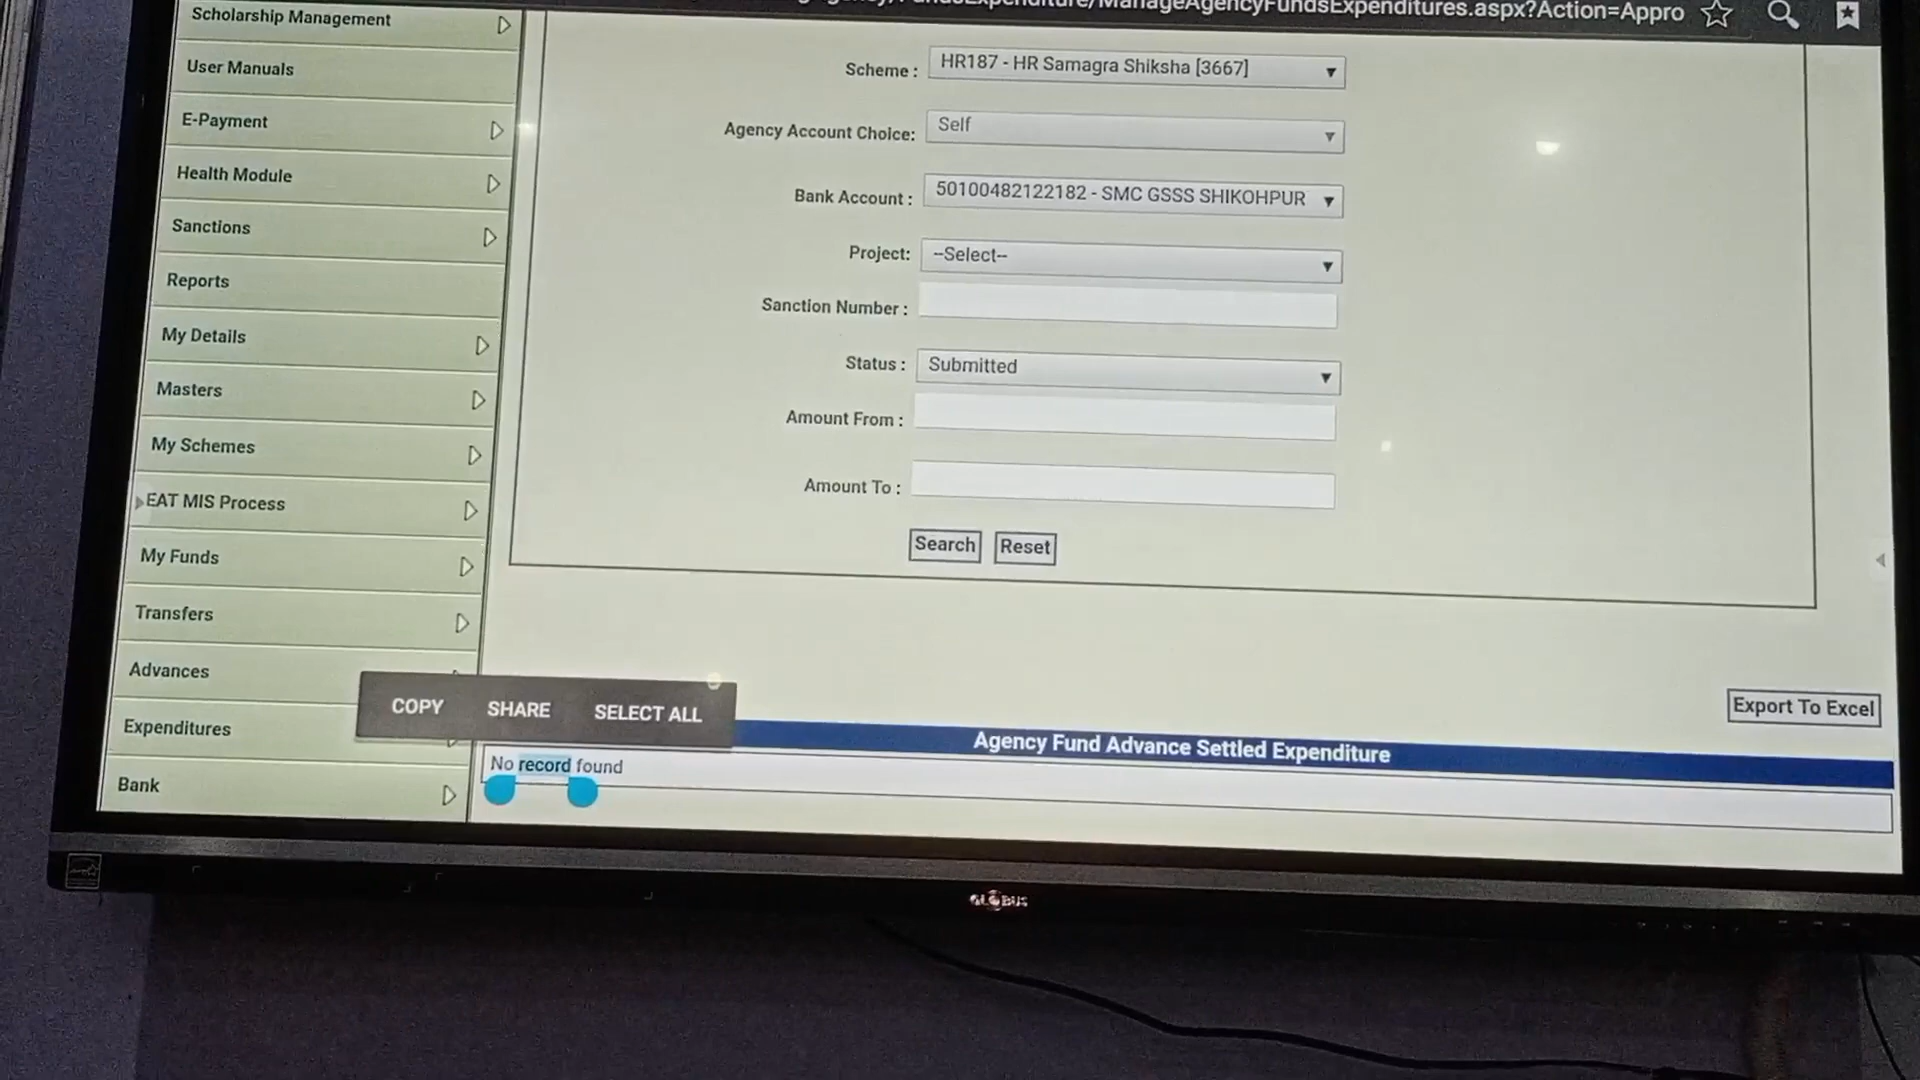 ManageAgencyFundsExpenditures.aspx?Action=Appro
Scholarship Management
User Manuals
E-Payment
Health Module
Sanctions
Reports
My Details
Masters
My Schemes
EAT MIS Process
My Funds
Transfers
Advances
Expenditures
Bank
Scheme : HR187 - HR Samagra Shiksha [3667]
Agency Account Choice: Self
Bank Account : 50100482122182 - SMC GSSS SHIKOHPUR
Project: --Select--
Sanction Number :
Status : Submitted
Amount From :
Amount To :
Search Reset
Export To Excel
COPY SHARE SELECT ALL
Agency Fund Advance Settled Expenditure
No record found
GLOBUS